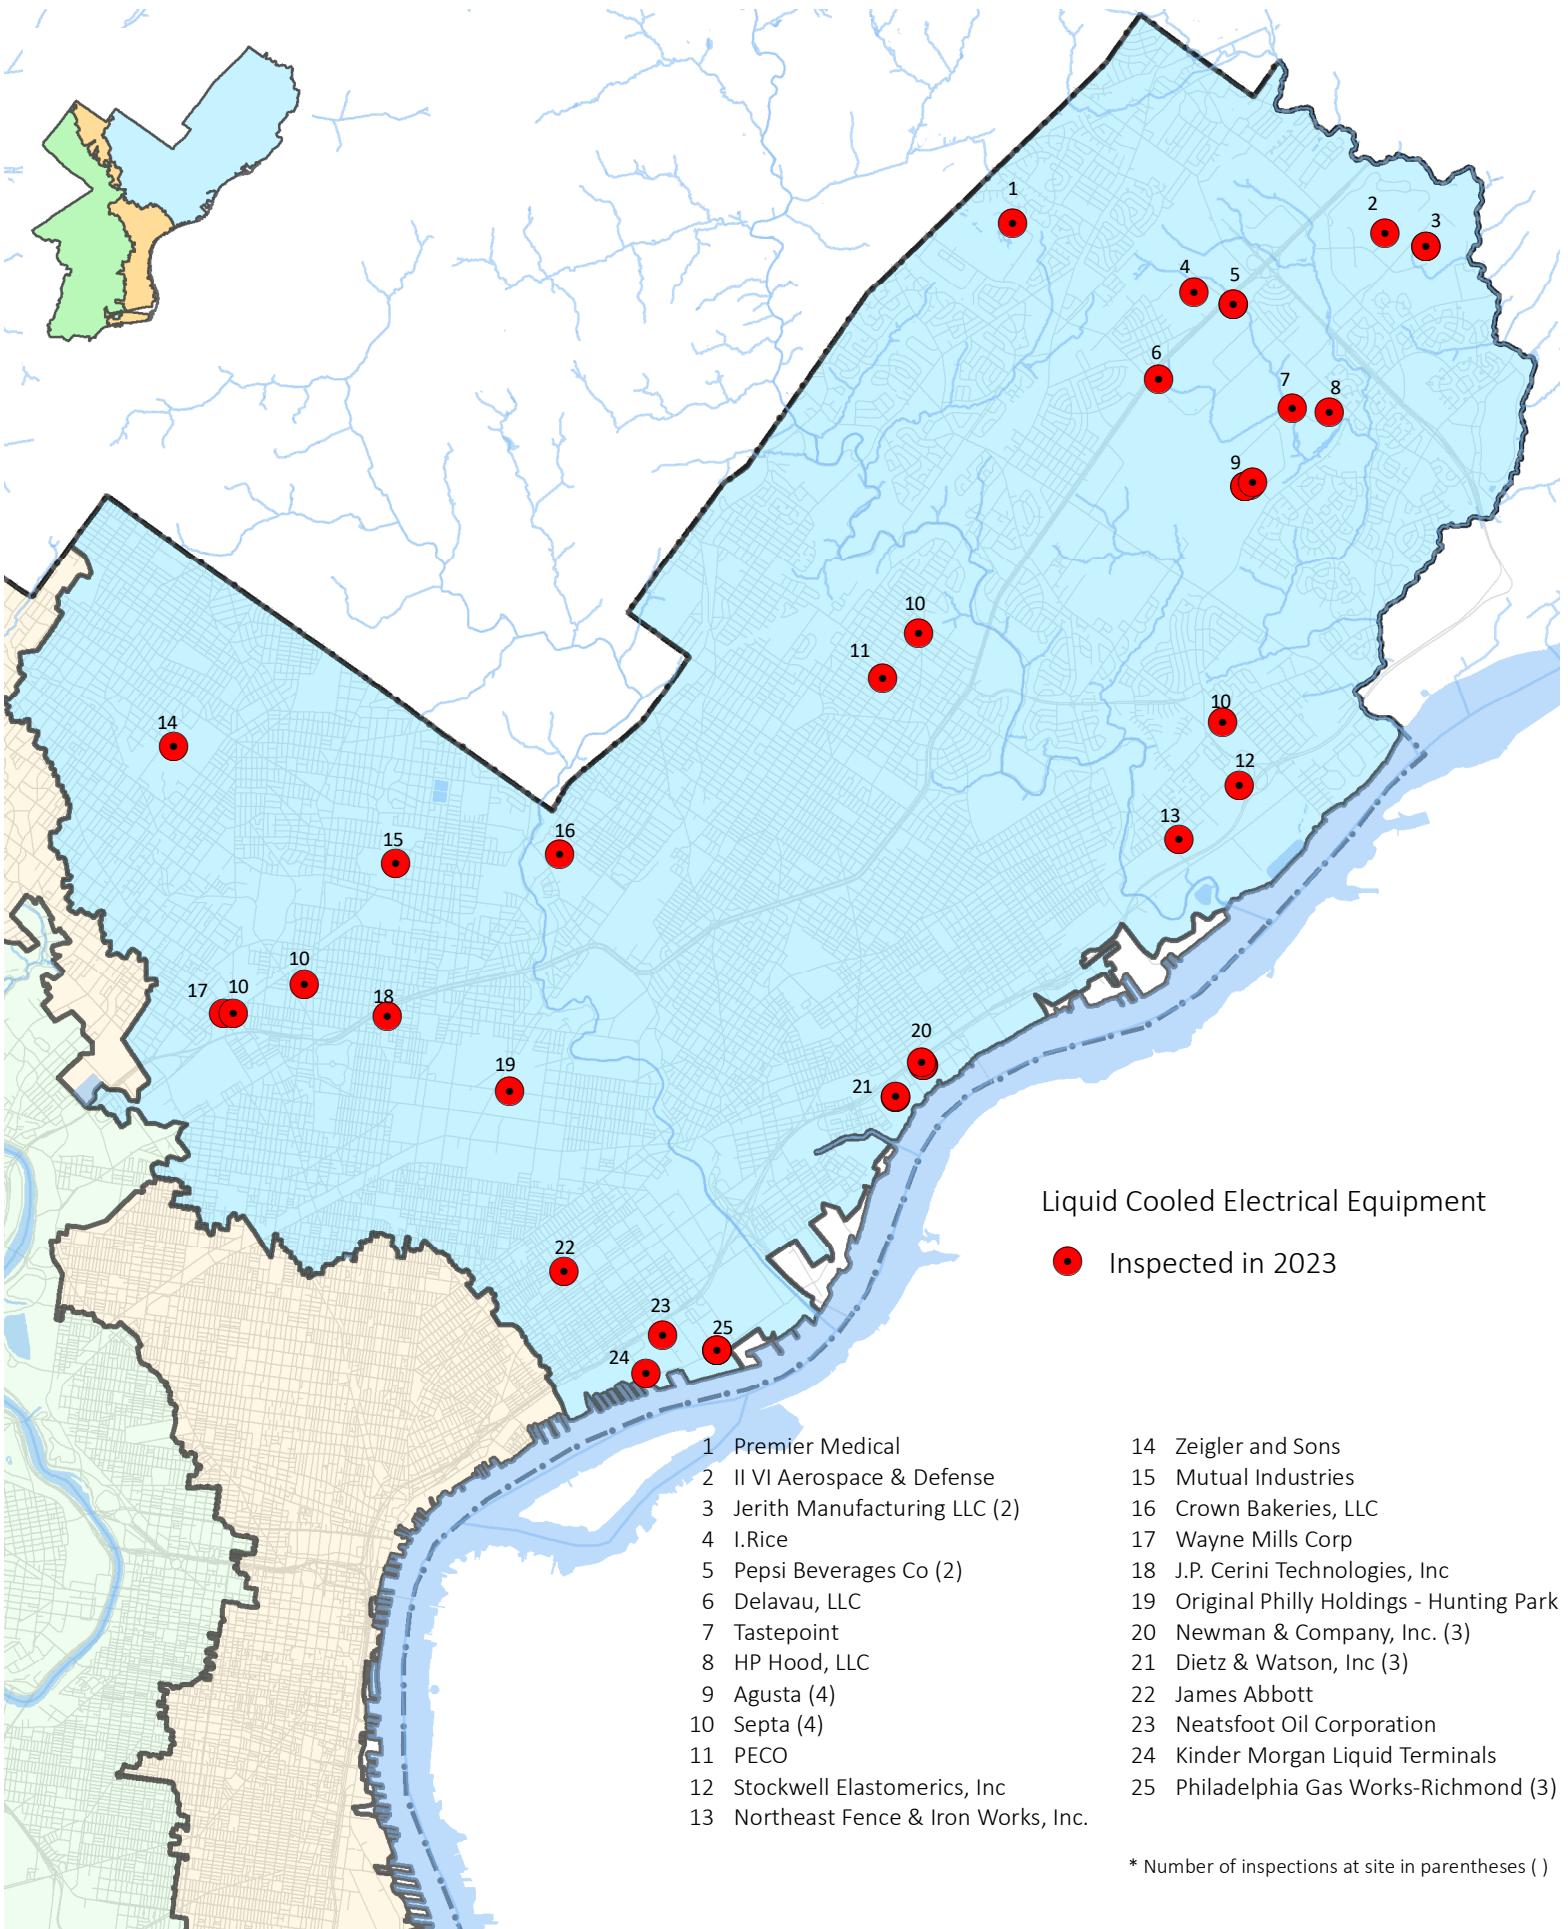 1
2
3
4
5
6
7
8
9
10
11
10
12
13
14
15
16
10
17
10
18
19
20
21
22
23
24
25
Liquid Cooled Electrical Equipment
Inspected in 2023
1 Premier Medical
2 II VI Aerospace & Defense
3 Jerith Manufacturing LLC (2)
4 I.Rice
5 Pepsi Beverages Co (2)
6 Delavau, LLC
7 Tastepoint
8 HP Hood, LLC
9 Agusta (4)
10 Septa (4)
11 PECO
12 Stockwell Elastomerics, Inc
13 Northeast Fence & Iron Works, Inc.
14 Zeigler and Sons
15 Mutual Industries
16 Crown Bakeries, LLC
17 Wayne Mills Corp
18 J.P. Cerini Technologies, Inc
19 Original Philly Holdings - Hunting Park
20 Newman & Company, Inc. (3)
21 Dietz & Watson, Inc (3)
22 James Abbott
23 Neatsfoot Oil Corporation
24 Kinder Morgan Liquid Terminals
25 Philadelphia Gas Works-Richmond (3)
* Number of inspections at site in parentheses ( )